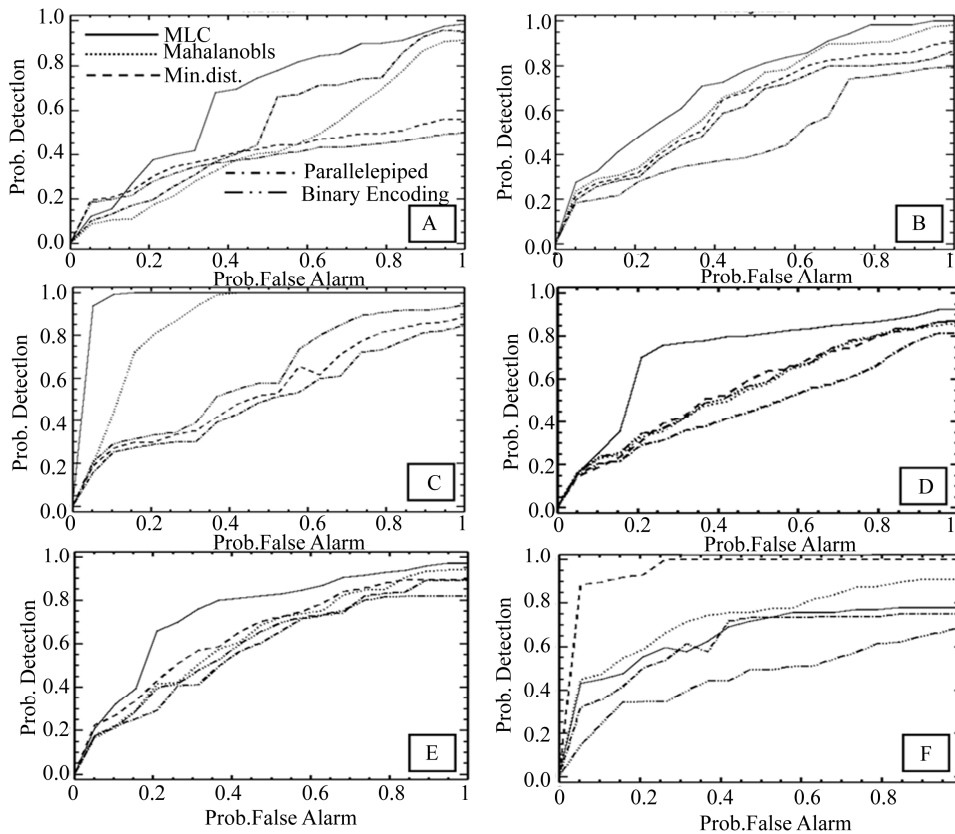 1.0
0.8
0.6
0.4
0.2
0.0
Prob. Detection
MLC
Mahalanobls
Min.dist.
Parallelepiped
Binary Encoding
A
0 0.2 0.4 0.6 0.8 1
Prob.False Alarm
1.0
0.8
0.6
0.4
0.2
0.0
Prob. Detection
B
0 0.2 0.4 0.6 0.8 1
Prob.False Alarm
1.0
0.8
0.6
0.4
0.2
0.0
Prob. Detectlon
C
0 0.2 0.4 0.6 0.8 1
Prob.False Alarm
1.0
0.8
0.6
0.4
0.2
0.0
Prob. Detectlon
D
0 0.2 0.4 0.6 0.8 1
Prob.False Alarm
1.0
0.8
0.6
0.4
0.2
0.0
Prob. Detection
E
0 0.2 0.4 0.6 0.8 1
Prob.False Alarm
1.0
0.8
0.6
0.4
0.2
0.0
Prob. Detection
F
0 0.2 0.4 0.6 0.8
Prob.False Alarm